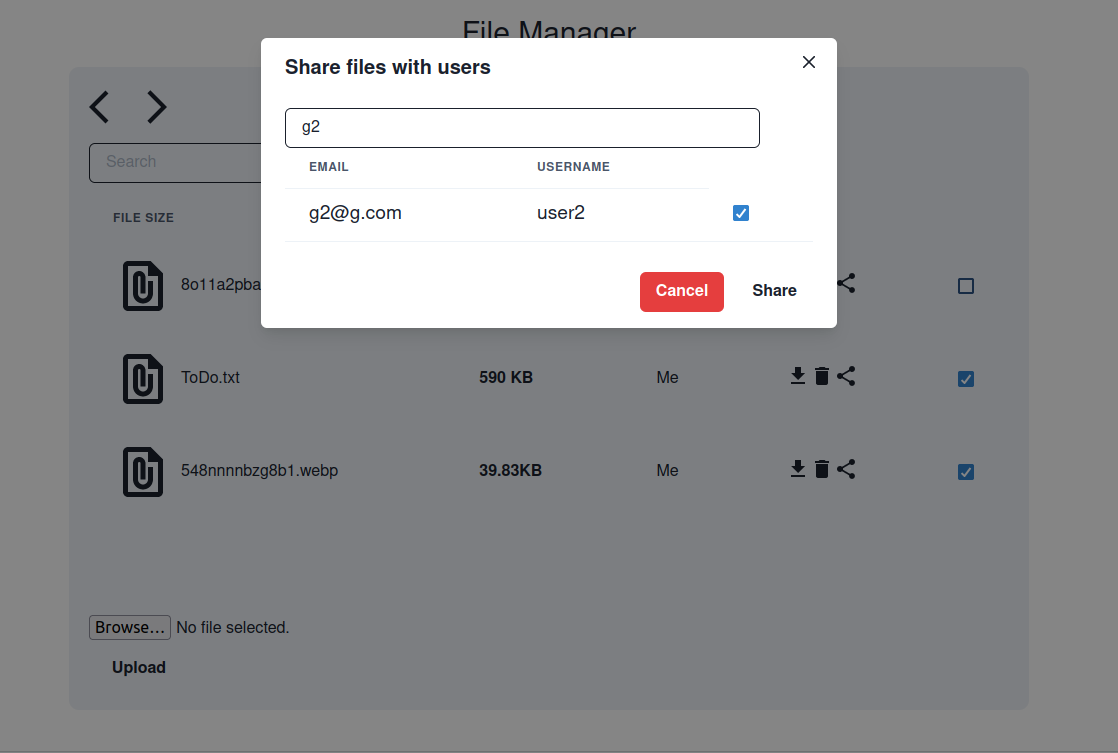 File Manager
Share files with users
g2
Search
EMAIL USERNAME
g2@g.com user2
FILE SIZE
8o11a2pba
Cancel Share
ToDo.txt 590 KB Me
548nnnnbzg8b1.webp 39.83KB Me
Browse... No file selected.
Upload